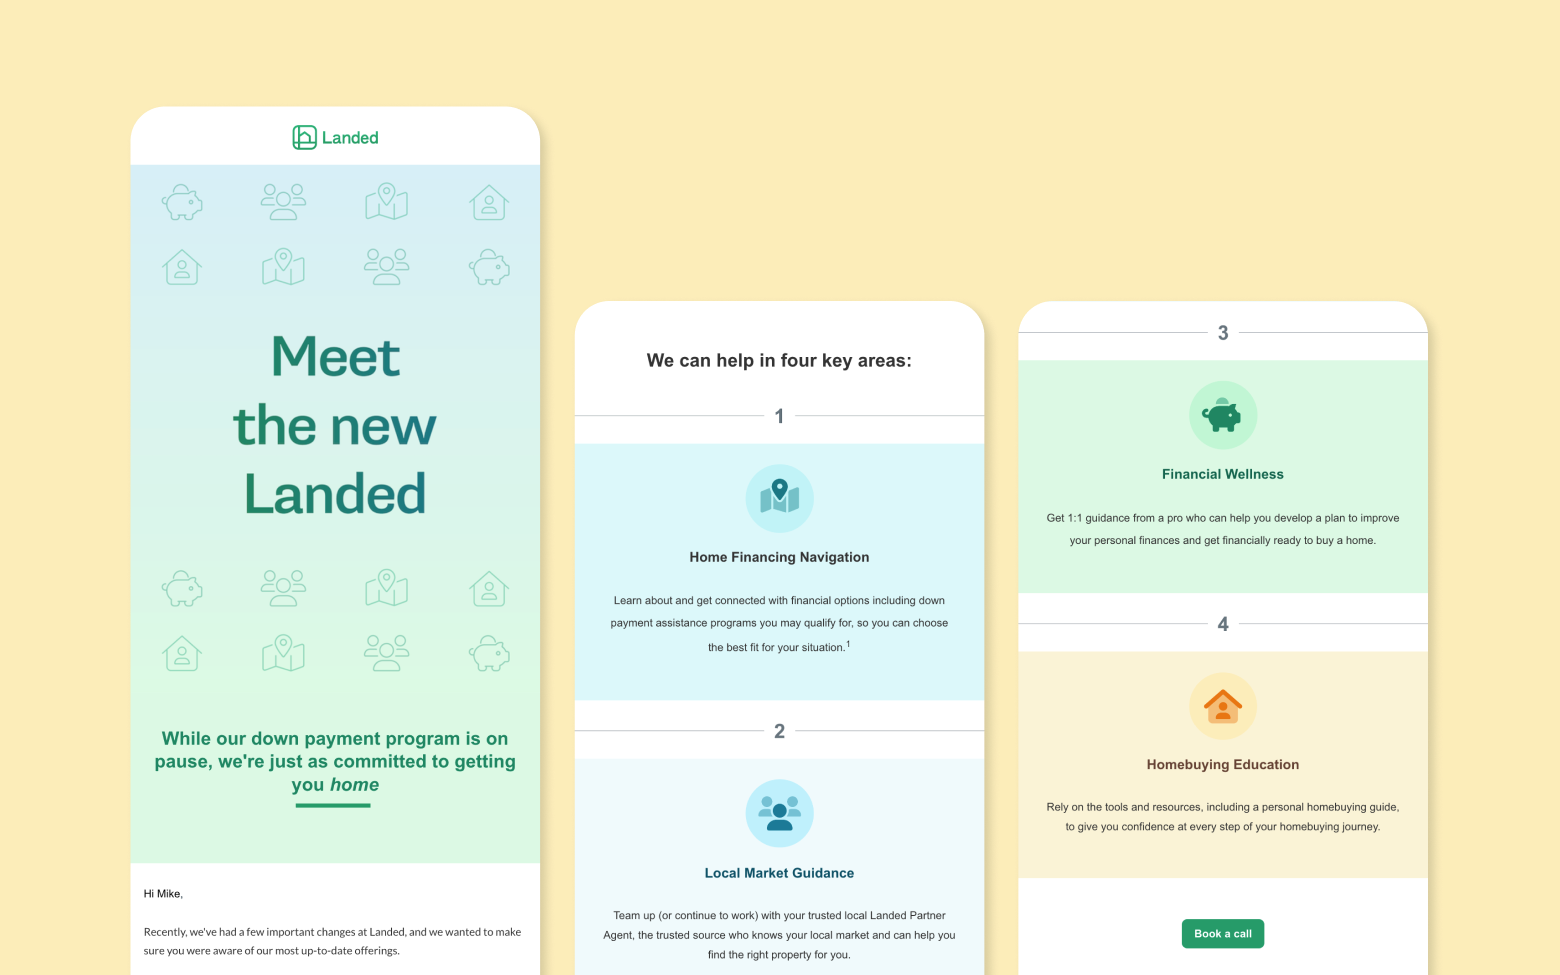 Landed
Meet
the new
Landed
While our down payment program is on
pause, we're just as committed to getting
you home
Hi Mike,
Recently, we've had a few important changes at Landed, and we wanted to make
sure you were aware of our most up-to-date offerings.
We can help in four key areas:
1
Home Financing Navigation
Learn about and get connected with financial options including down
payment assistance programs you may qualify for, so you can choose
the best fit for your situation.1
2
Local Market Guidance
Team up (or continue to work) with your trusted local Landed Partner
Agent, the trusted source who knows your local market and can help you
find the right property for you.
3
Financial Wellness
Get 1:1 guidance from a pro who can help you develop a plan to improve
your personal finances and get financially ready to buy a home.
4
Homebuying Education
Rely on the tools and resources, including a personal homebuying guide,
to give you confidence at every step of your homebuying journey.
Book a call